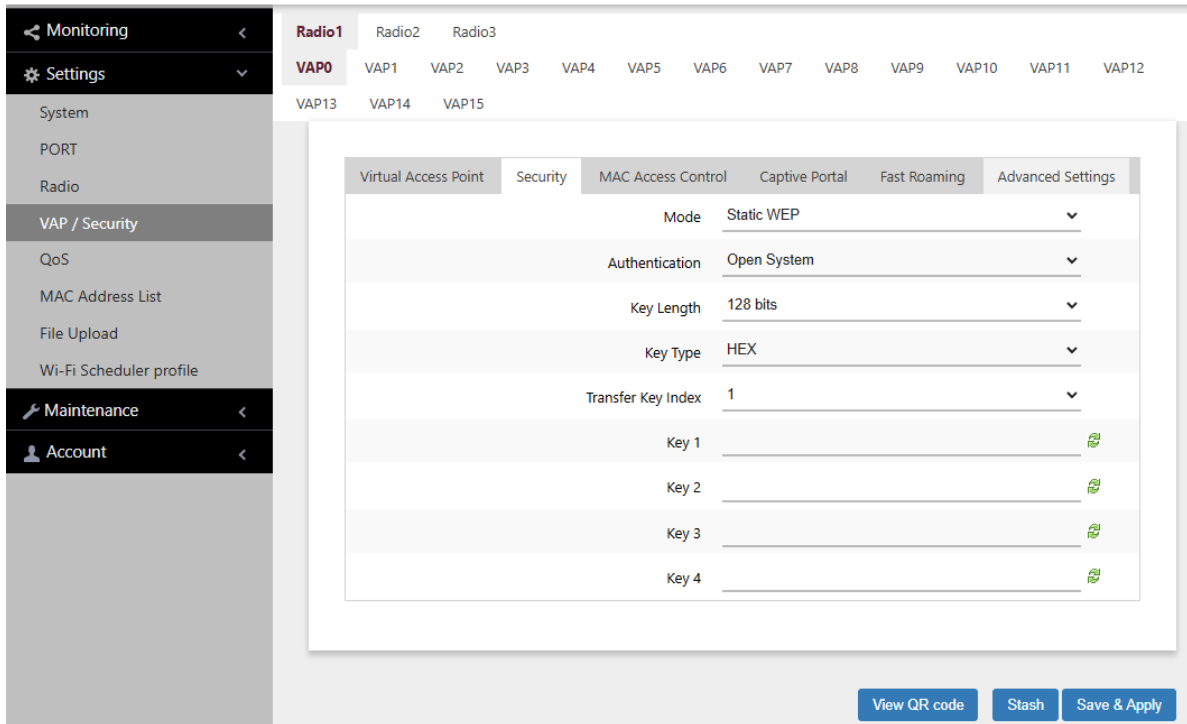 Monitoring
Settings
System
PORT
Radio
VAP / Security
QoS
MAC Address List
File Upload
Wi-Fi Scheduler profile
Maintenance
Account
Radio1 Radio2 Radio3
VAP0 VAP1 VAP2 VAP3 VAP4 VAP5 VAP6 VAP7 VAP8 VAP9 VAP10 VAP11 VAP12
VAP13 VAP14 VAP15
Virtual Access Point Security MAC Access Control Captive Portal Fast Roaming Advanced Settings
Mode Static WEP
Authentication Open System
Key Length 128 bits
Key Type HEX
Transfer Key Index 1
Key 1
Key 2
Key 3
Key 4
View QR code Stash Save & Apply